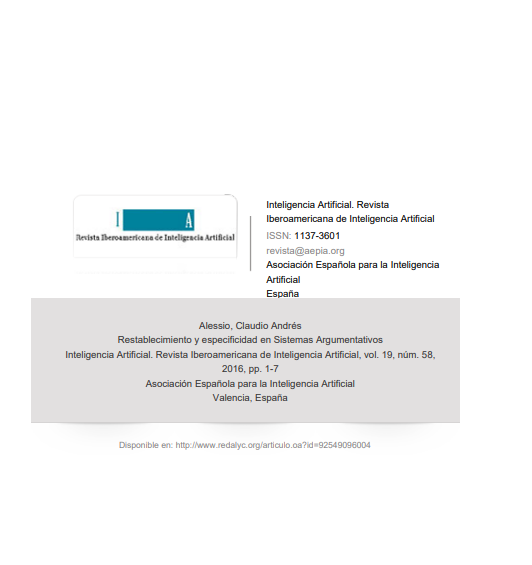 I A
Revista Iberoamericana de Inteligencia Artificial
Inteligencia Artificial. Revista
Iberoamericana de Inteligencia Artificial
ISSN: 1137-3601
revista@aepia.org
Asociación Española para la Inteligencia
Artificial
España
Alessio, Claudio Andrés
Restablecimiento y especificidad en Sistemas Argumentativos
Inteligencia Artificial. Revista Iberoamericana de Inteligencia Artificial, vol. 19, núm. 58,
2016, pp. 1-7
Asociación Española para la Inteligencia Artificial
Valencia, España
Disponible en: http://www.redalyc.org/articulo.oa?id=92549096004